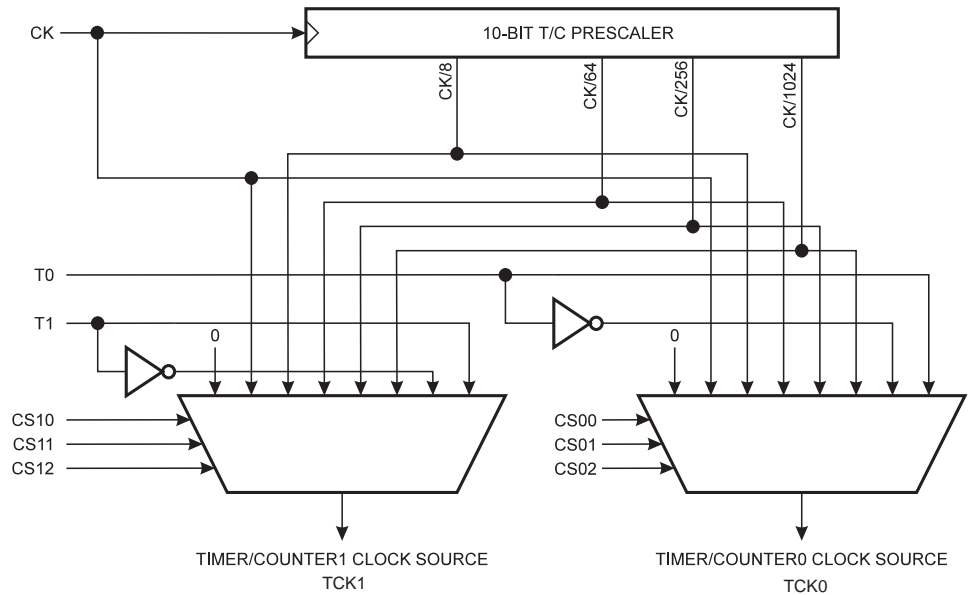 CK
10-BIT T/C PRESCALER
CK/8
CK/64
CK/256
CK/1024
T0
T1
0
0
CS10
CS11
CS12
CS00
CS01
CS02
TIMER/COUNTER1 CLOCK SOURCE
TCK1
TIMER/COUNTER0 CLOCK SOURCE
TCK0